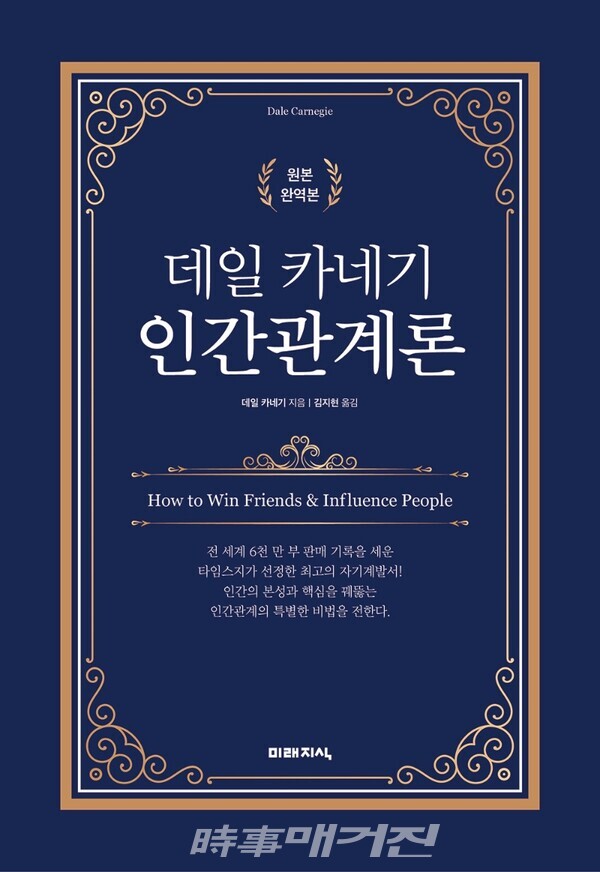 Dale Carnegie
원본
완역본
데일 카네기
인간관계론
데일 카네기 지음 | 김지현 옮김
How to Win Friends & Influence People
전 세계 6천 만 부 판매 기록을 세운
타임스지가 선정한 최고의 자기계발서!
인간의 본성과 핵심을 꿰뚫는
인간관계의 특별한 비법을 전한다.
미래지식
時事매거진